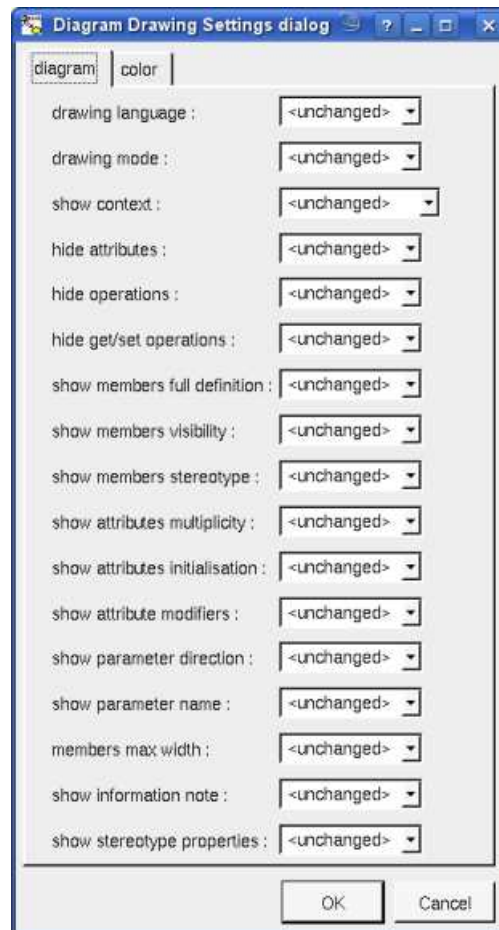 Diagram Drawing Settings dialog ? _
diagram color
drawing language : <unchanged>
drawing mode : <unchanged>
show context : <unchanged>
hide attributes : <unchanged>
hide operations : <unchanged>
hide get/set operations : <unchanged>
show members full definition : <unchanged>
show members visibility : <unchanged>
show members stereotype : <unchanged>
show attributes multiplicity : <unchanged>
show attributes initialisation : <unchanged>
show attribute modifiers : <unchanged>
show parameter direction : <unchanged>
show parameter name : <unchanged>
members max width : <unchanged>
show information note : <unchanged>
show stereotype properties : <unchanged>
OK Cancel